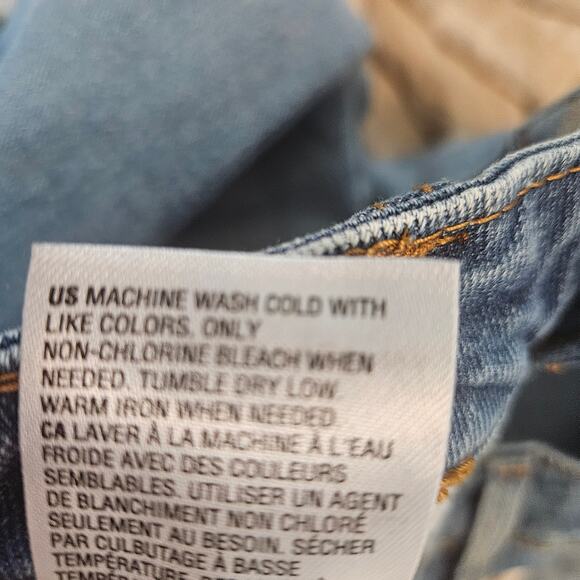 US MACHINE WASH COLD WITH
LIKE COLORS. ONLY
NON-CHLORINE BLEACH WHEN
NEEDED. TUMBLE DRY LOW.
WARM IRON WHEN NEEDED.
CA LAVER À LA MACHINE À L'EAU
FROIDE AVEC DES COULEURS
SEMBLABLES. UTILISER UN AGENT
DE BLANCHIMENT NON CHLORÉ
SEULEMENT AU BESOIN. SÉCHER
PAR CULBUTAGE À BASSE
TEMPÉRATURE.